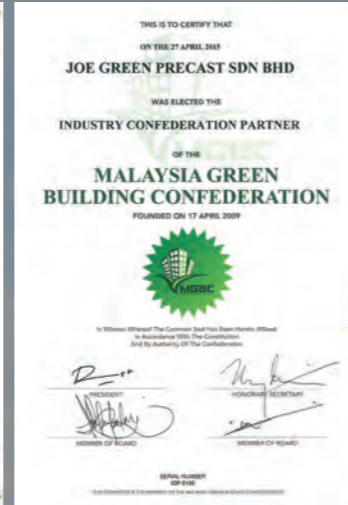 THIS IS TO CERTIFY THAT
ON THE 27 APRIL 2015
JOE GREEN PRECAST SDN BHD
WAS ELECTED THE
INDUSTRY CONFEDERATION PARTNER
OF THE
MALAYSIA GREEN
BUILDING CONFEDERATION
FOUNDED ON 17 APRIL 2009
MGBC
In Witness Whereof The Common Seal Has Been Hereto Affixed
In Accordance With The Constitution
And By Authority Of The Confederation
PRESIDENT
HONORARY SECRETARY
MEMBER OF BOARD
MEMBER OF BOARD
SERIAL NUMBER